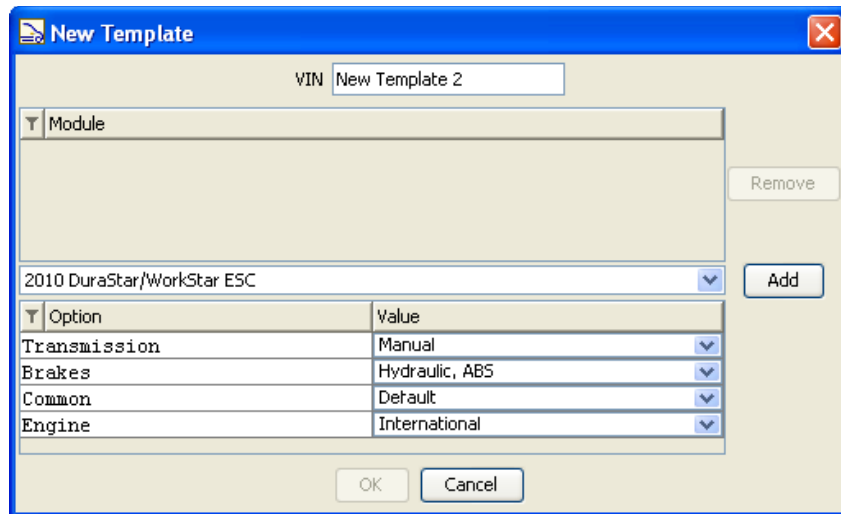 New Template
VIN New Template 2
Module
Remove
2010 DuraStar/WorkStar ESC Add
Option Value
Transmission Manual
Brakes Hydraulic, ABS
Common Default
Engine International
OK Cancel